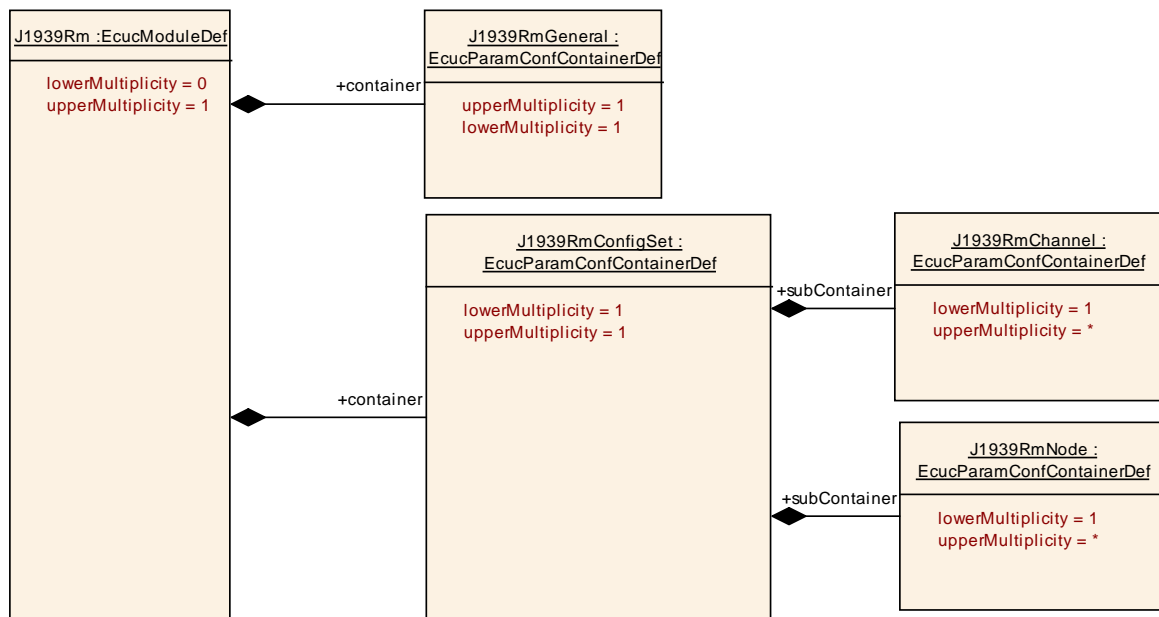 J1939Rm :EcucModuleDef
lowerMultiplicity = 0
upperMultiplicity = 1
+container
J1939RmGeneral :
EcucParamConfContainerDef
upperMultiplicity = 1
lowerMultiplicity = 1
+container
J1939RmConfigSet :
EcucParamConfContainerDef
lowerMultiplicity = 1
upperMultiplicity = 1
+subContainer
J1939RmChannel :
EcucParamConfContainerDef
lowerMultiplicity = 1
upperMultiplicity = *
+subContainer
J1939RmNode :
EcucParamConfContainerDef
lowerMultiplicity = 1
upperMultiplicity = *